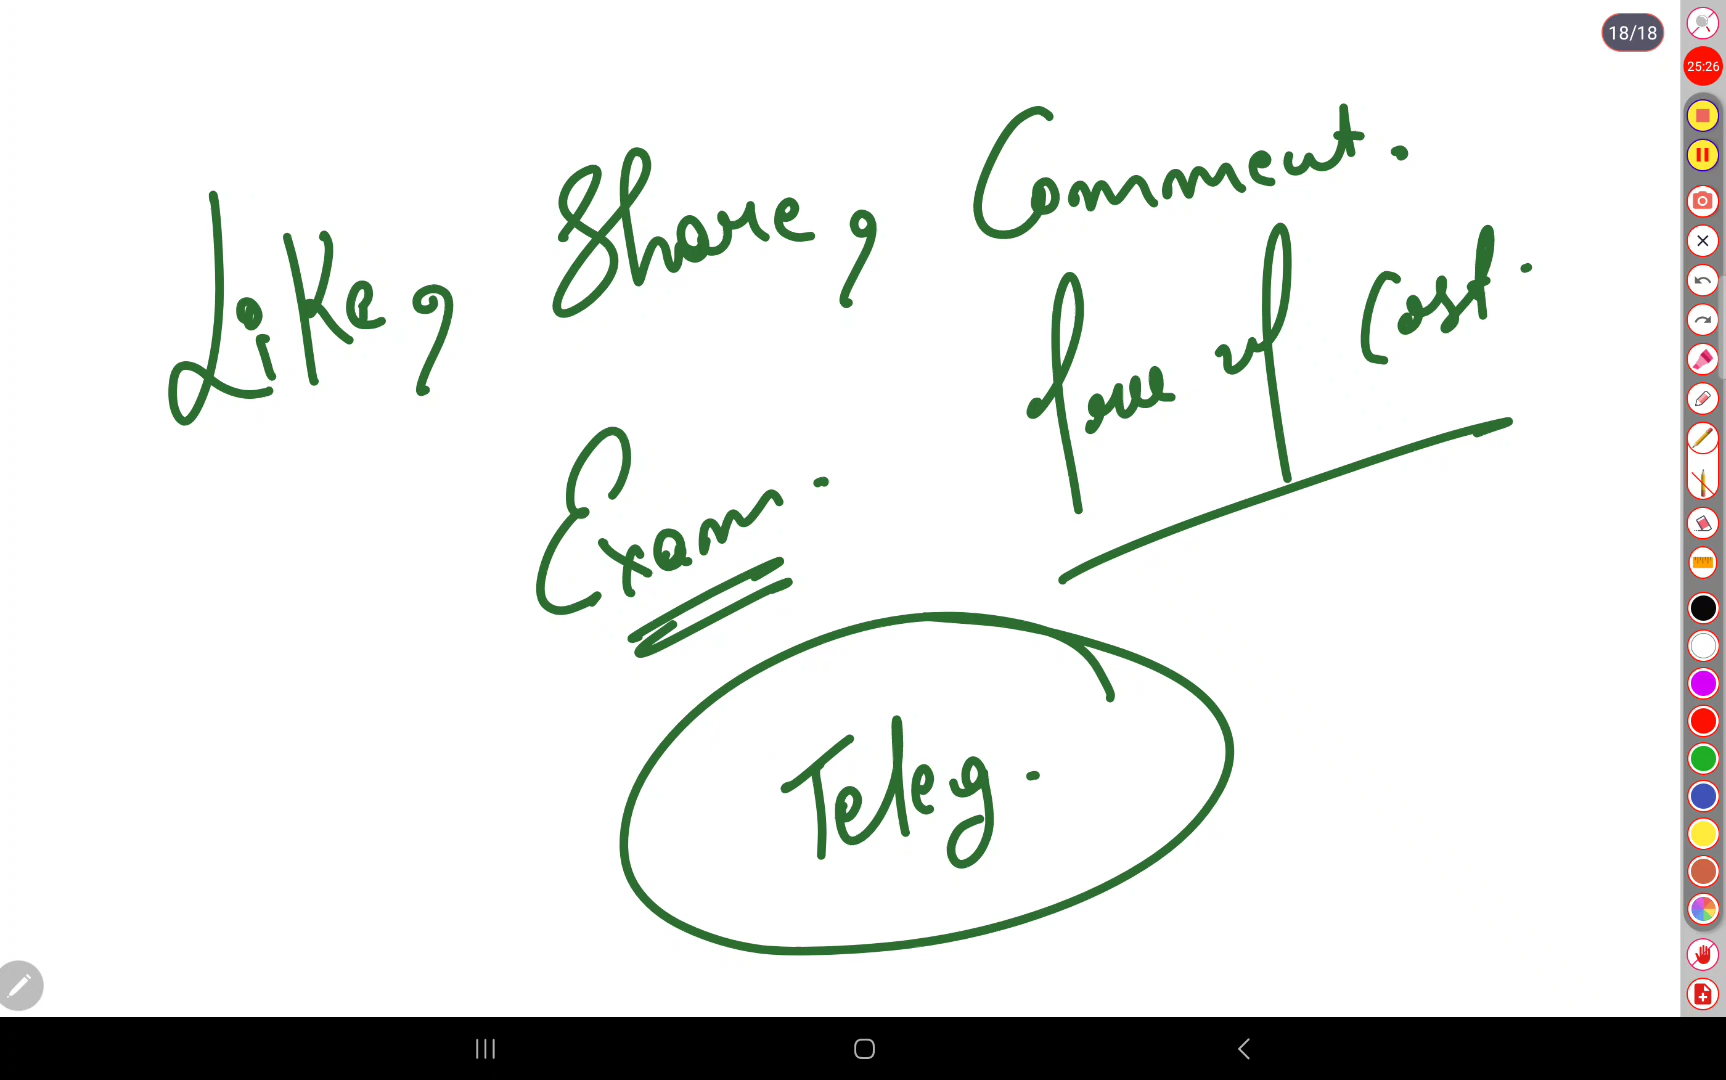 18/18
25:26
Like, Share, Comment.
free of Cost.
Exam.
Teleg.